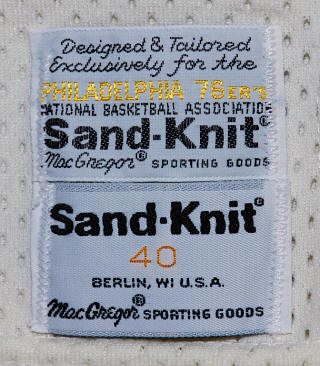 Designed & Tailored
Exclusively for the
PHILADELPHIA 76ER'S
NATIONAL BASKETBALL ASSOCIATION
Sand-Knit®
MacGregor® SPORTING GOODS
Sand-Knit®
40
BERLIN, WI U.S.A.
MacGregor® SPORTING GOODS